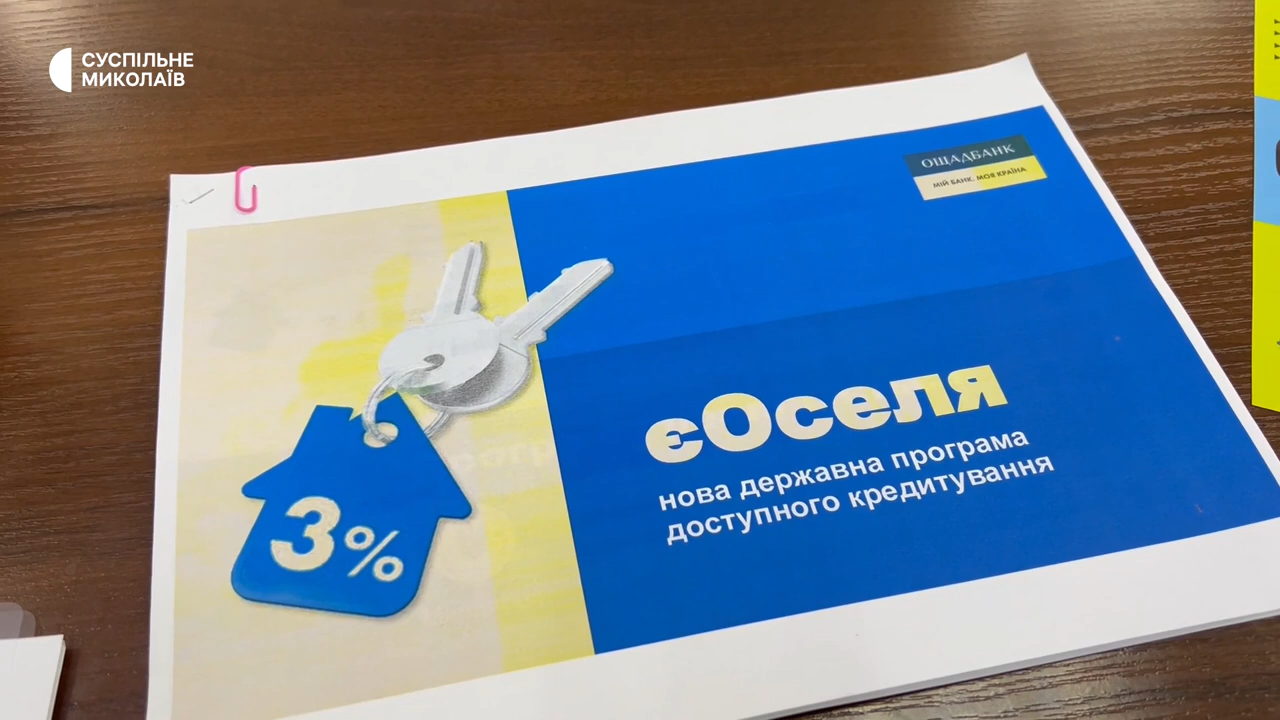 СУСПІЛЬНЕ
МИКОЛАЇВ
ОЩАДБАНК
МІЙ БАНК. МОЯ КРАЇНА
3%
єОселя
нова державна програма
доступного кредитування